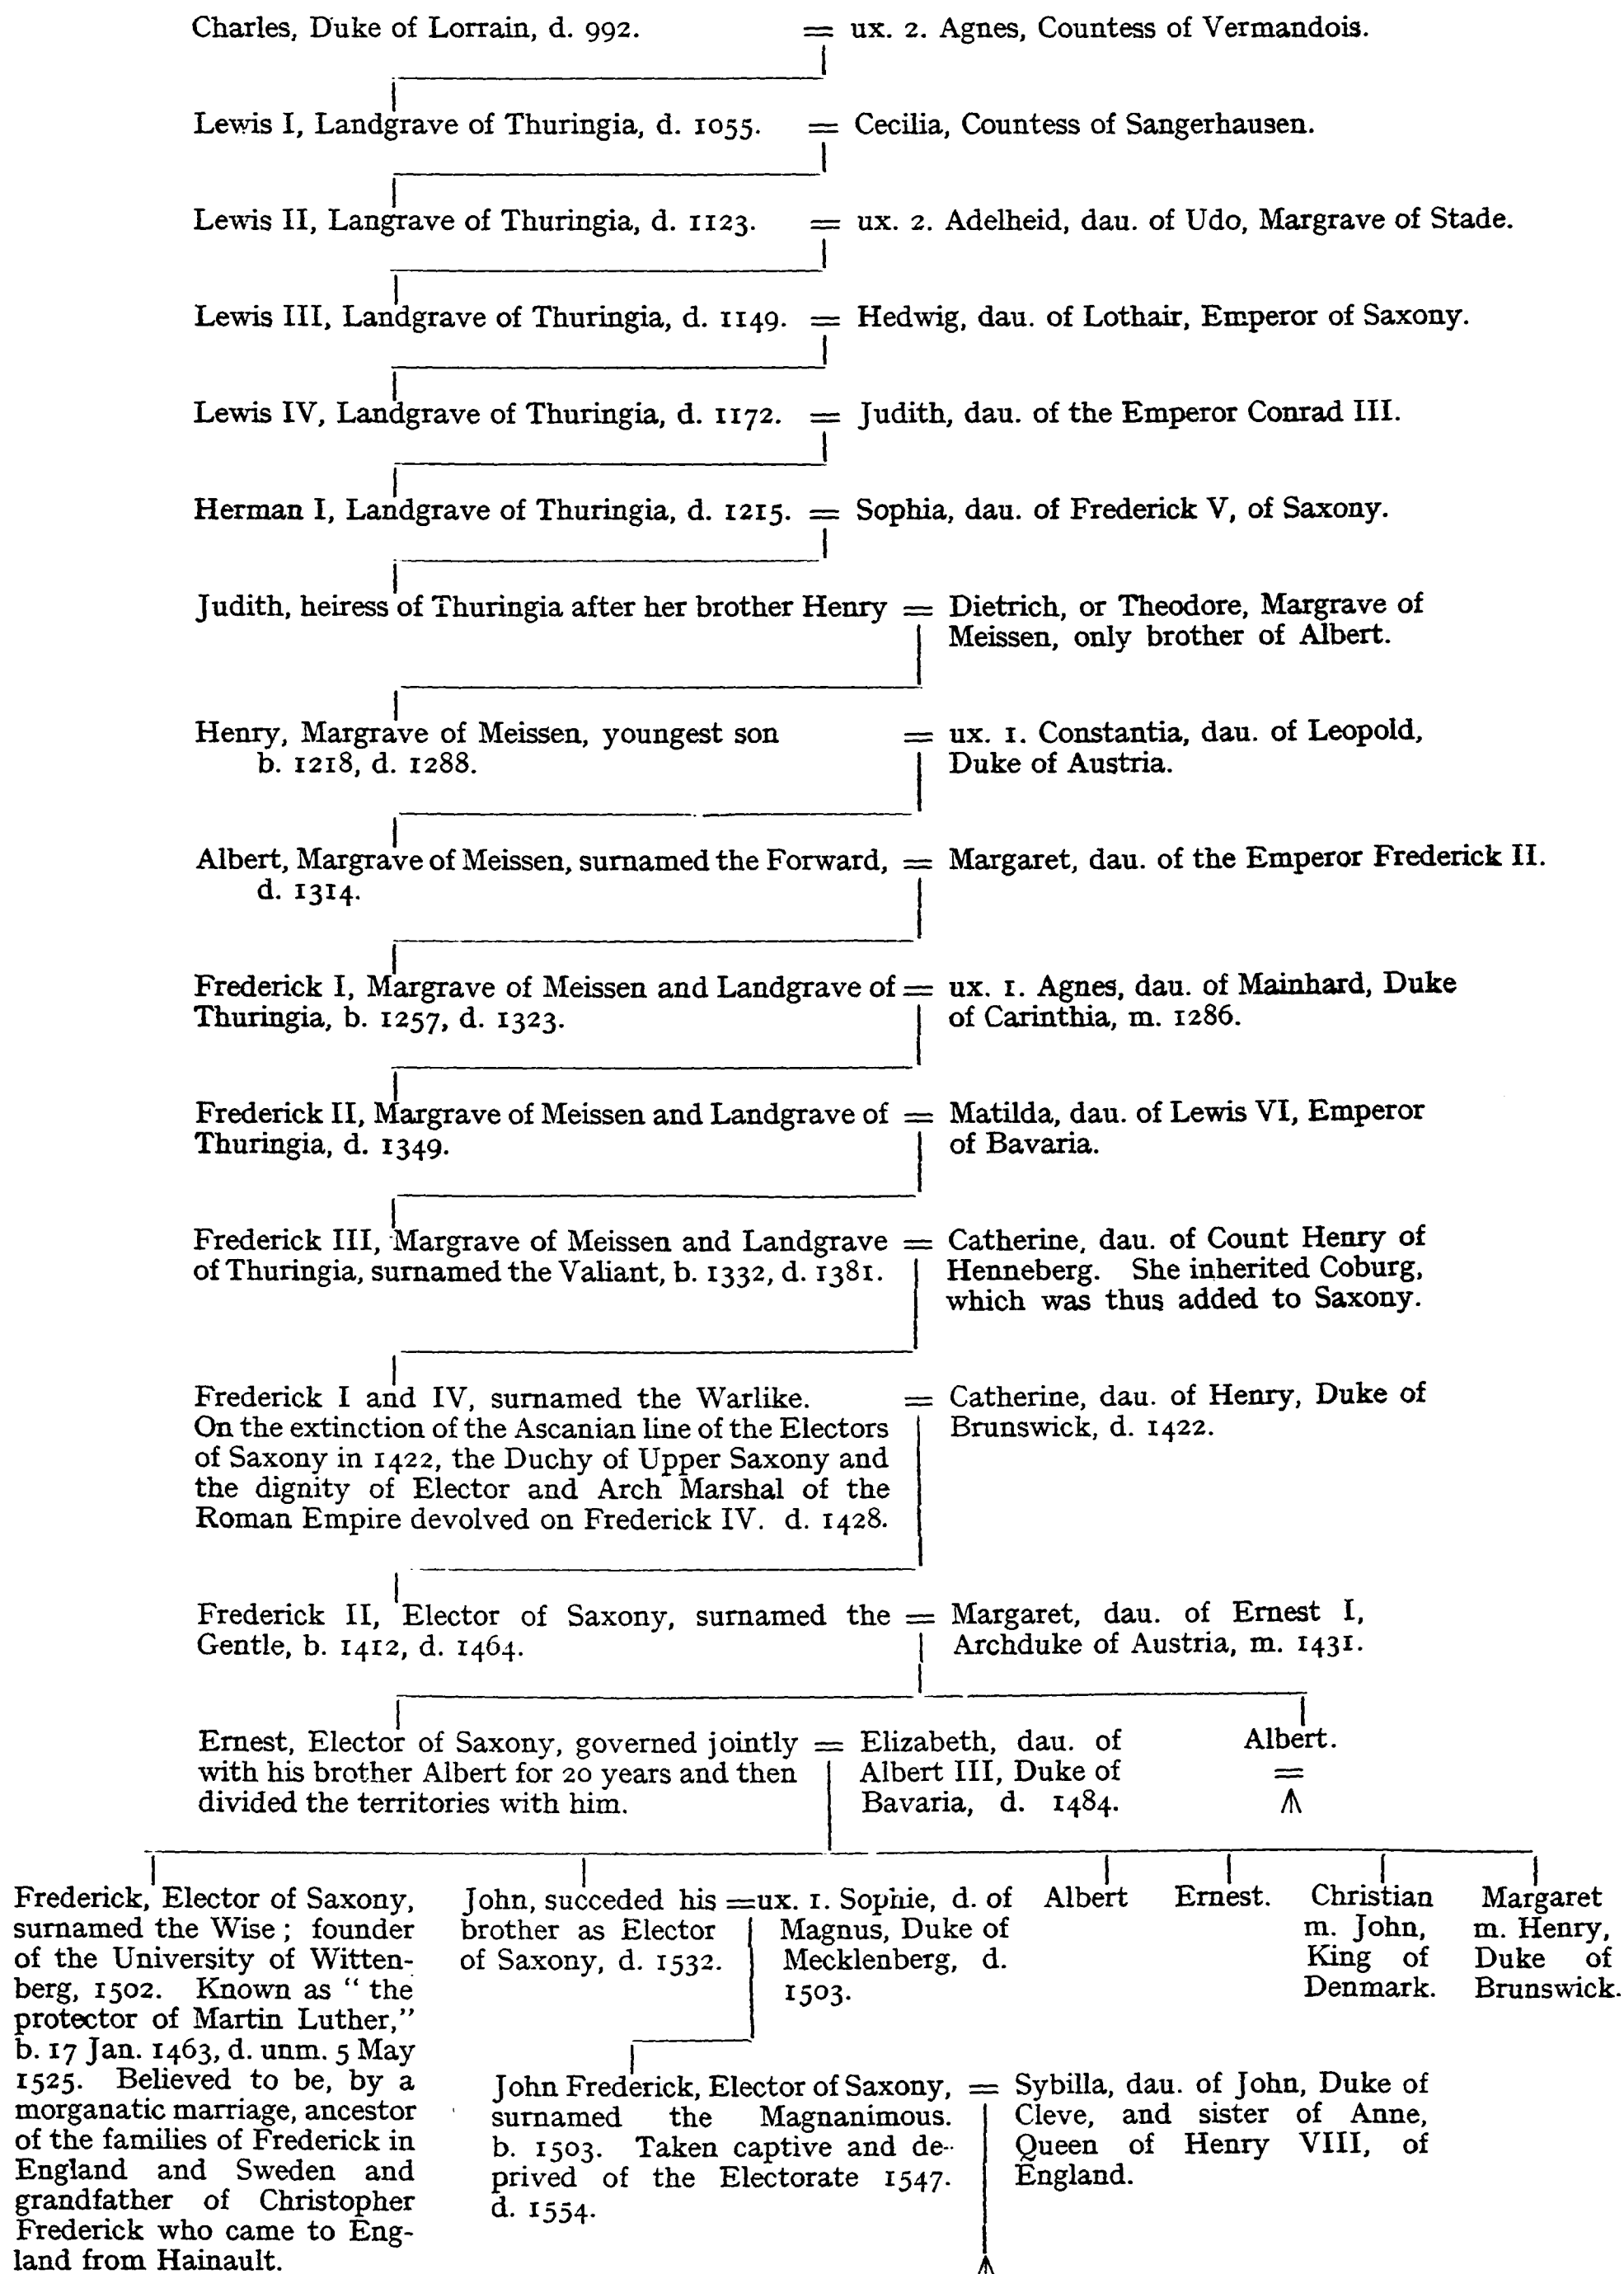 Charles, Duke of Lorrain, d. 992. = ux. 2. Agnes, Countess of Vermandois.
Lewis I, Landgrave of Thuringia, d. 1055. = Cecilia, Countess of Sangerhausen.
Lewis II, Langrave of Thuringia, d. 1123. = ux. 2. Adelheid, dau. of Udo, Margrave of Stade.
Lewis III, Landgrave of Thuringia, d. 1149. = Hedwig, dau. of Lothair, Emperor of Saxony.
Lewis IV, Landgrave of Thuringia, d. 1172. = Judith, dau. of the Emperor Conrad III.
Herman I, Landgrave of Thuringia, d. 1215. = Sophia, dau. of Frederick V, of Saxony.
Judith, heiress of Thuringia after her brother Henry =
Dietrich, or Theodore, Margrave of
Meissen, only brother of Albert.
Henry, Margrave of Meissen, youngest son
b. 1218, d. 1288.
= ux. 1. Constantia, dau. of Leopold,
Duke of Austria.
Albert, Margrave of Meissen, surnamed the Forward,
d. 1314.
= Margaret, dau. of the Emperor Frederick II.
Frederick I, Margrave of Meissen and Landgrave of
Thuringia, b. 1257, d. 1323.
= ux. 1. Agnes, dau. of Mainhard, Duke
of Carinthia, m. 1286.
Frederick II, Margrave of Meissen and Landgrave of
Thuringia, d. 1349.
= Matilda, dau. of Lewis VI, Emperor
of Bavaria.
Frederick III, Margrave of Meissen and Landgrave
of Thuringia, surnamed the Valiant, b. 1332, d. 1381.
= Catherine, dau. of Count Henry of
Henneberg. She inherited Coburg,
which was thus added to Saxony.
Frederick I and IV, surnamed the Warlike.
On the extinction of the Ascanian line of the Electors
of Saxony in 1422, the Duchy of Upper Saxony and
the dignity of Elector and Arch Marshal of the
Roman Empire devolved on Frederick IV. d. 1428.
= Catherine, dau. of Henry, Duke of
Brunswick, d. 1422.
Frederick II, Elector of Saxony, surnamed the
Gentle, b. 1412, d. 1464.
= Margaret, dau. of Ernest I,
Archduke of Austria, m. 1431.
Ernest, Elector of Saxony, governed jointly
with his brother Albert for 20 years and then
divided the territories with him.
= Elizabeth, dau. of
Albert III, Duke of
Bavaria, d. 1484.
Albert.
=
Frederick, Elector of Saxony,
surnamed the Wise; founder
of the University of Witten-
berg, 1502. Known as "the
protector of Martin Luther,"
b. 17 Jan. 1463, d. unm. 5 May
1525. Believed to be, by a
morganatic marriage, ancestor
of the families of Frederick in
England and Sweden and
grandfather of Christopher
Frederick who came to Eng-
land from Hainault.
John, succeded his
brother as Elector
of Saxony, d. 1532.
= ux. 1. Sophie, d. of
Magnus, Duke of
Mecklenberg, d.
1503.
Albert
Ernest.
Christian
m. John,
King of
Denmark.
Margaret
m. Henry,
Duke of
Brunswick.
John Frederick, Elector of Saxony,
surnamed the Magnanimous.
b. 1503. Taken captive and de-
prived of the Electorate 1547.
d. 1554.
= Sybilla, dau. of John, Duke of
Cleve, and sister of Anne,
Queen of Henry VIII, of
England.